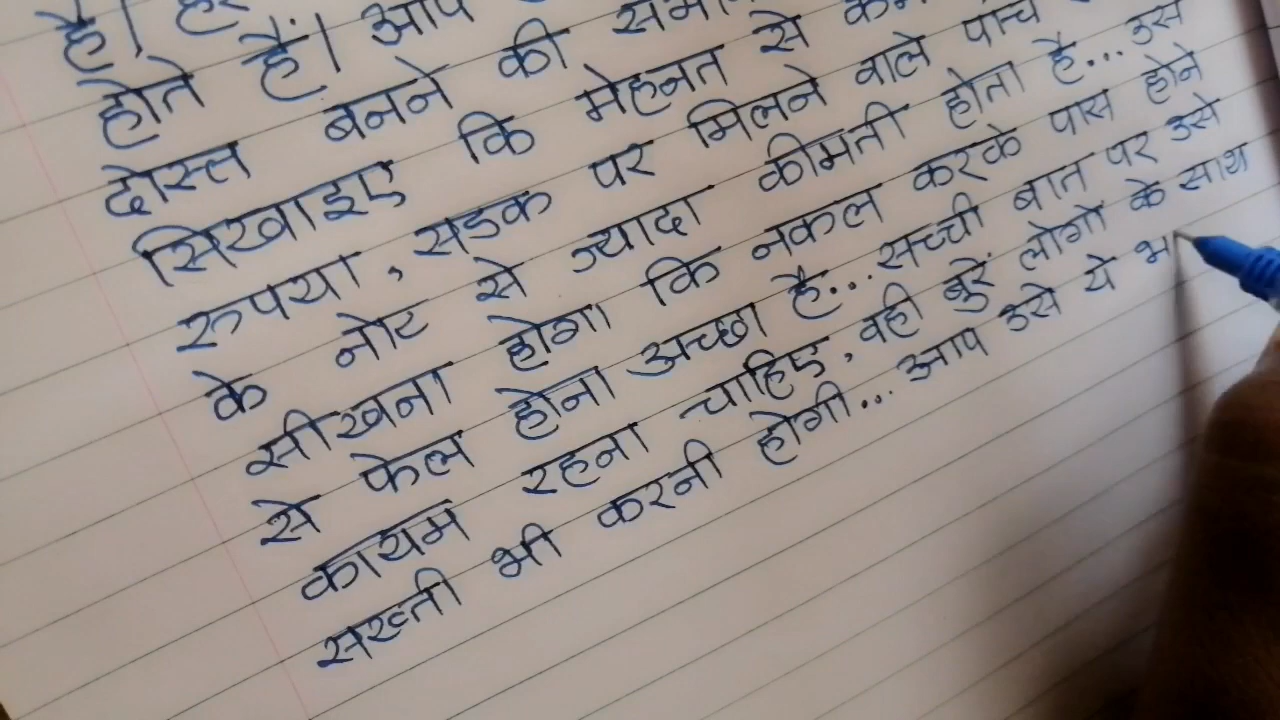 है। हर
होते हैं। आप
दोस्त बनने की
सिखाइए कि मेहनत से
रुपया, सड़क पर मिलने वाले पांच
के नोट से ज्यादा कीमती होता है... उसे
सीखना होगा कि नकल करके पास होने
से फेल होना अच्छा है... सच्ची बात पर उसे
कायम रहना चाहिए, वही बुरें लोगों के साथ
सख्ती भी करनी होगी... आप उसे ये